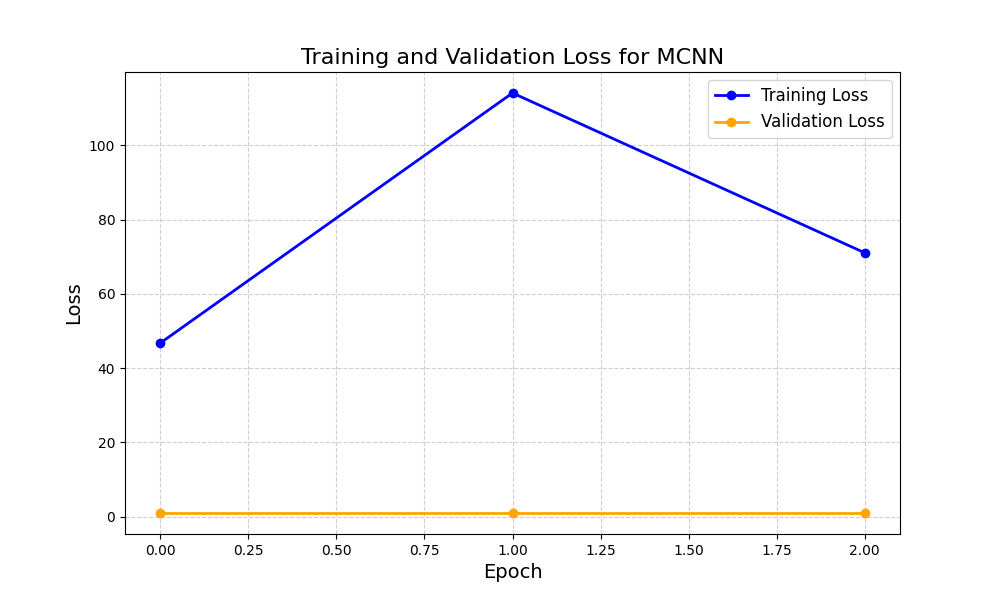 Training and Validation Loss for MCNN
Training Loss
Validation Loss
Loss
100
80
60
40
20
0
0.00 0.25 0.50 0.75 1.00 1.25 1.50 1.75 2.00
Epoch